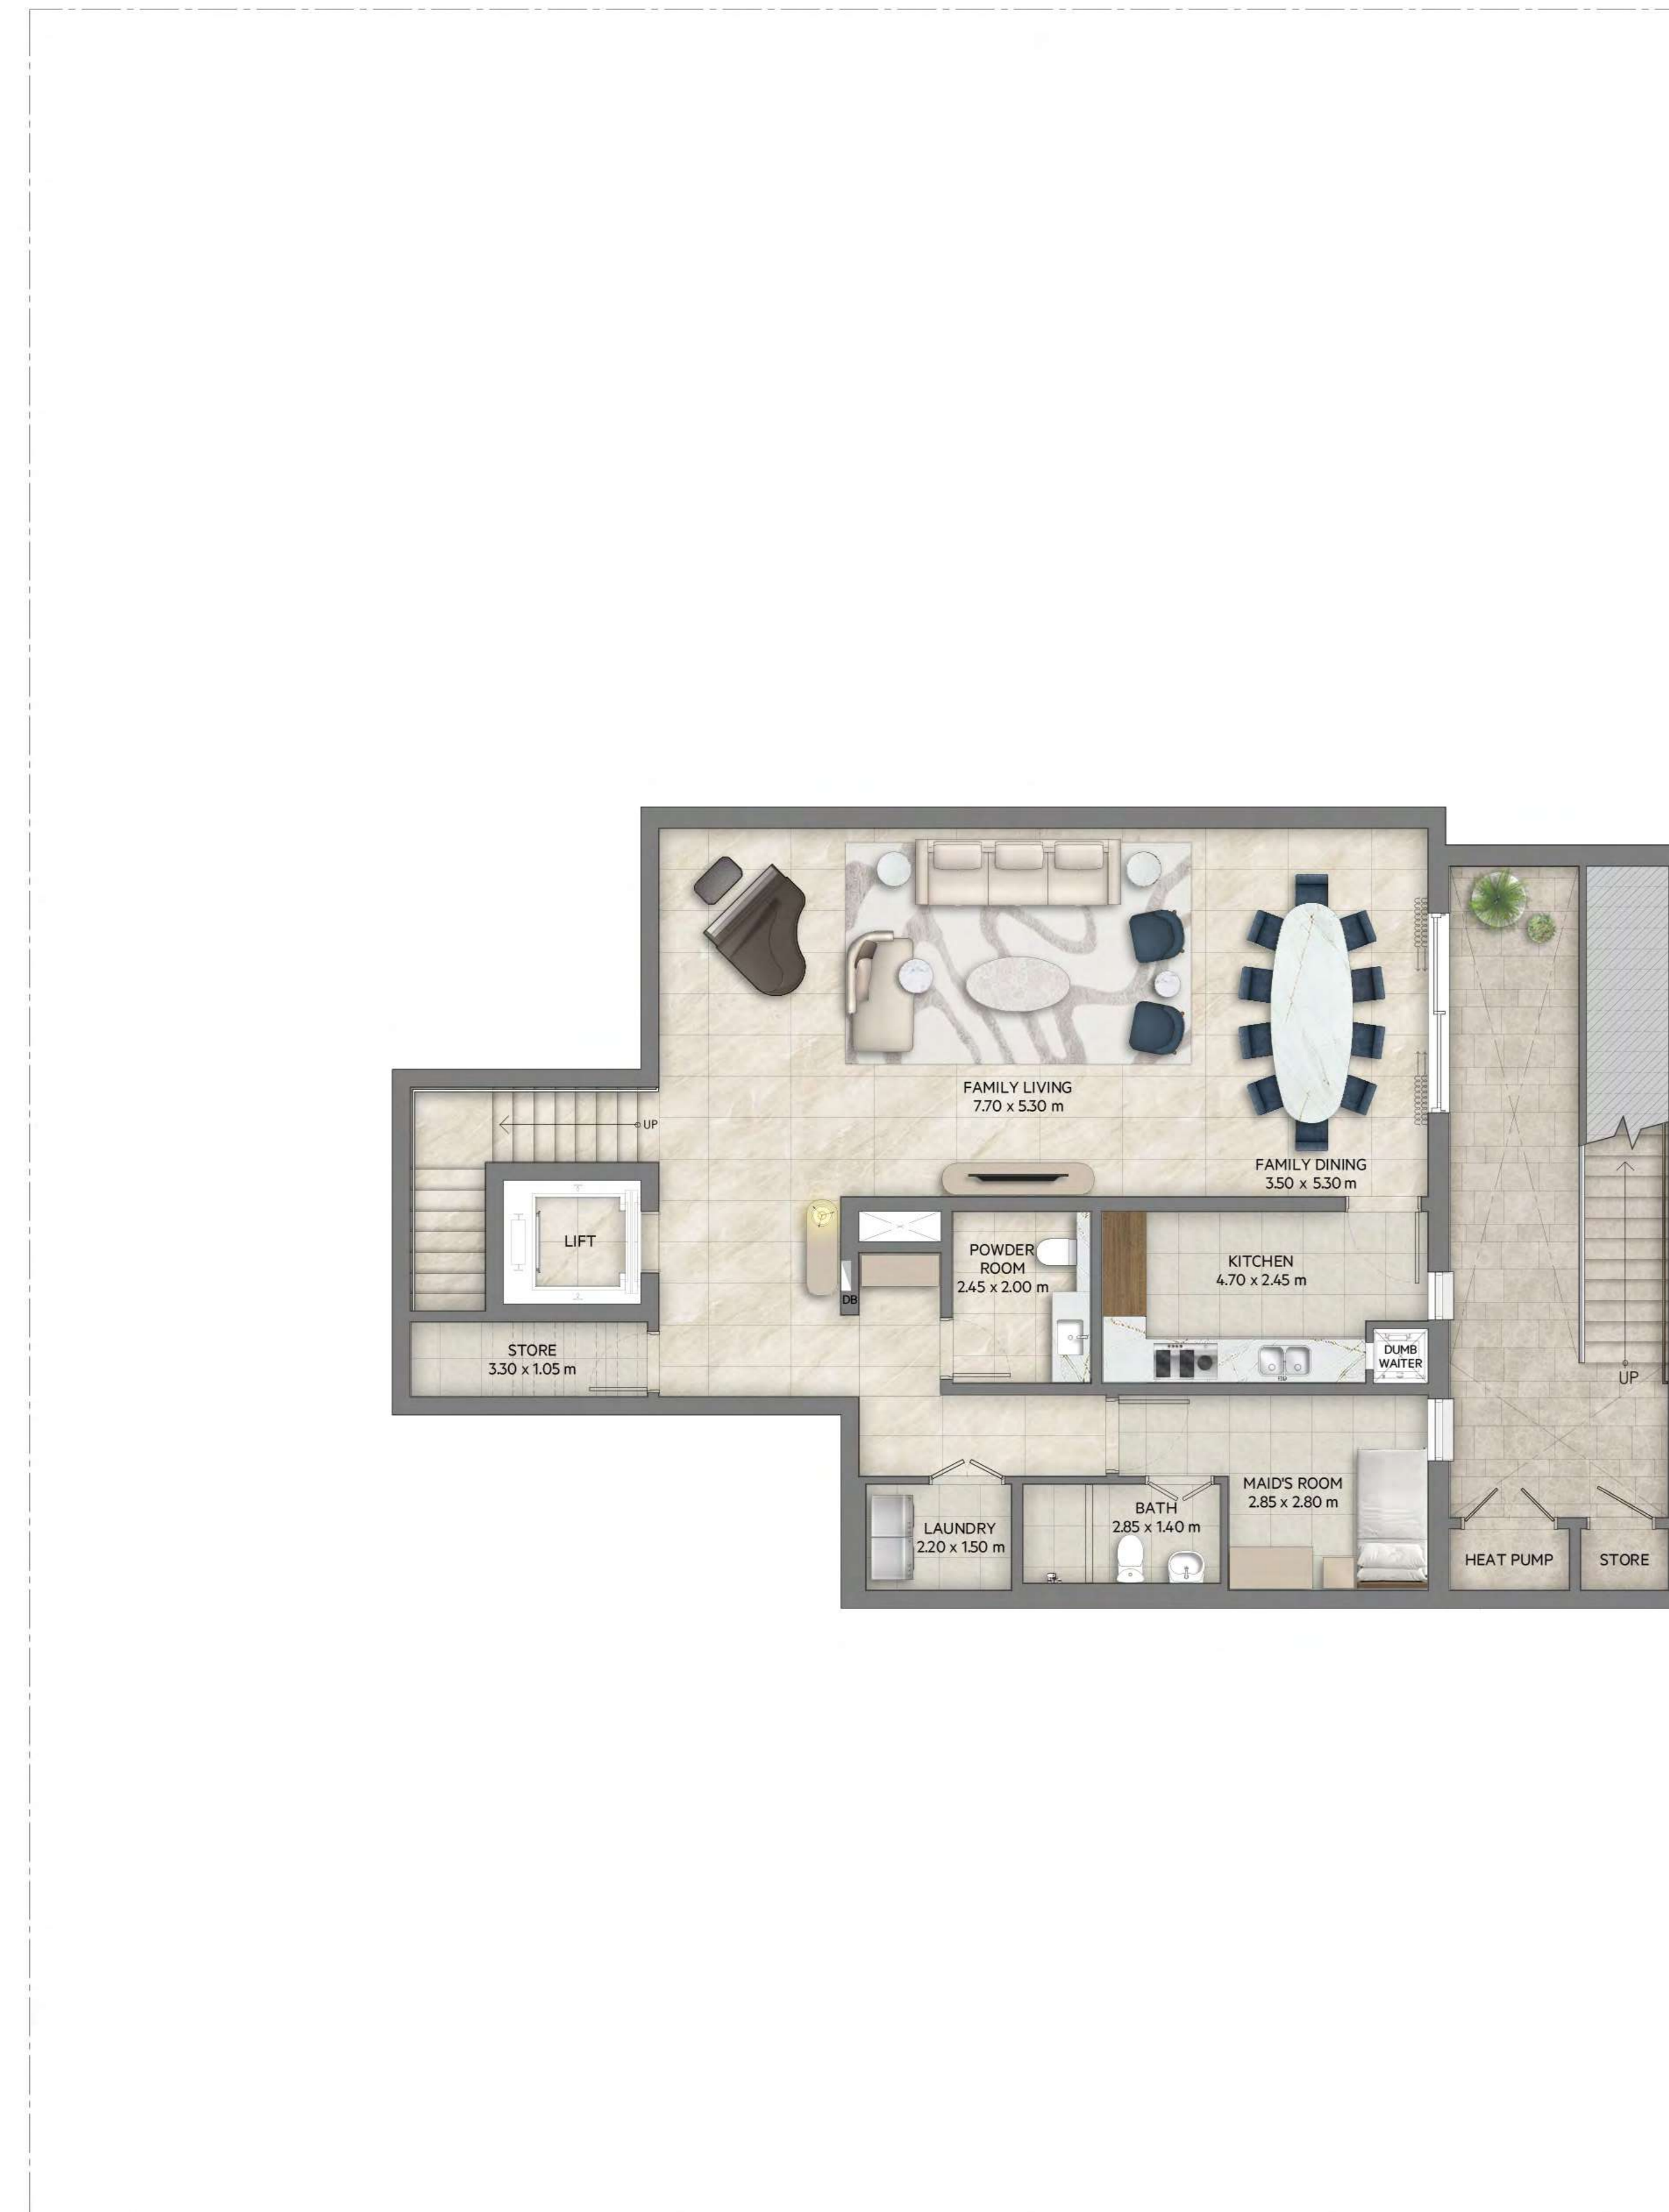 FAMILY LIVING
7.70 x 5.30 m
UP
FAMILY DINING
3.50 x 5.30 m
LIFT
POWDER
ROOM
2.45 x 2.00 m
KITCHEN
4.70 x 2.45 m
DB
STORE
3.30 x 1.05 m
DUMB
WAITER
UP
MAID'S ROOM
2.85 x 2.80 m
BATH
2.85 x 1.40 m
LAUNDRY
2.20 x 1.50 m
HEAT PUMP
STORE